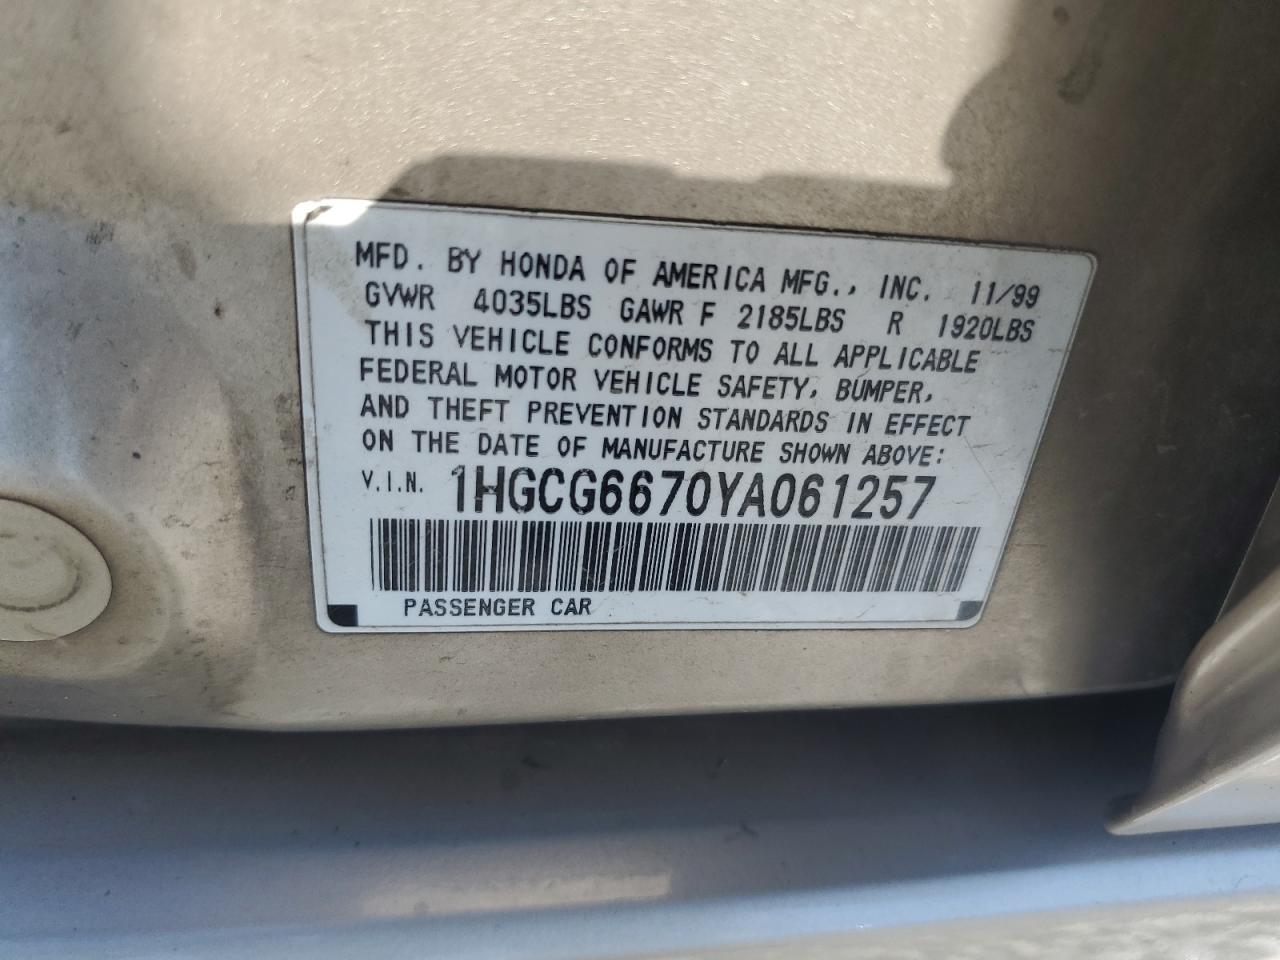 MFD. BY HONDA OF AMERICA MFG., INC. 11/99
GVWR 4035LBS GAWR F 2185LBS R 1920LBS
THIS VEHICLE CONFORMS TO ALL APPLICABLE
FEDERAL MOTOR VEHICLE SAFETY, BUMPER,
AND THEFT PREVENTION STANDARDS IN EFFECT
ON THE DATE OF MANUFACTURE SHOWN ABOVE:
V.I.N. 1HGCG6670YA061257
PASSENGER CAR